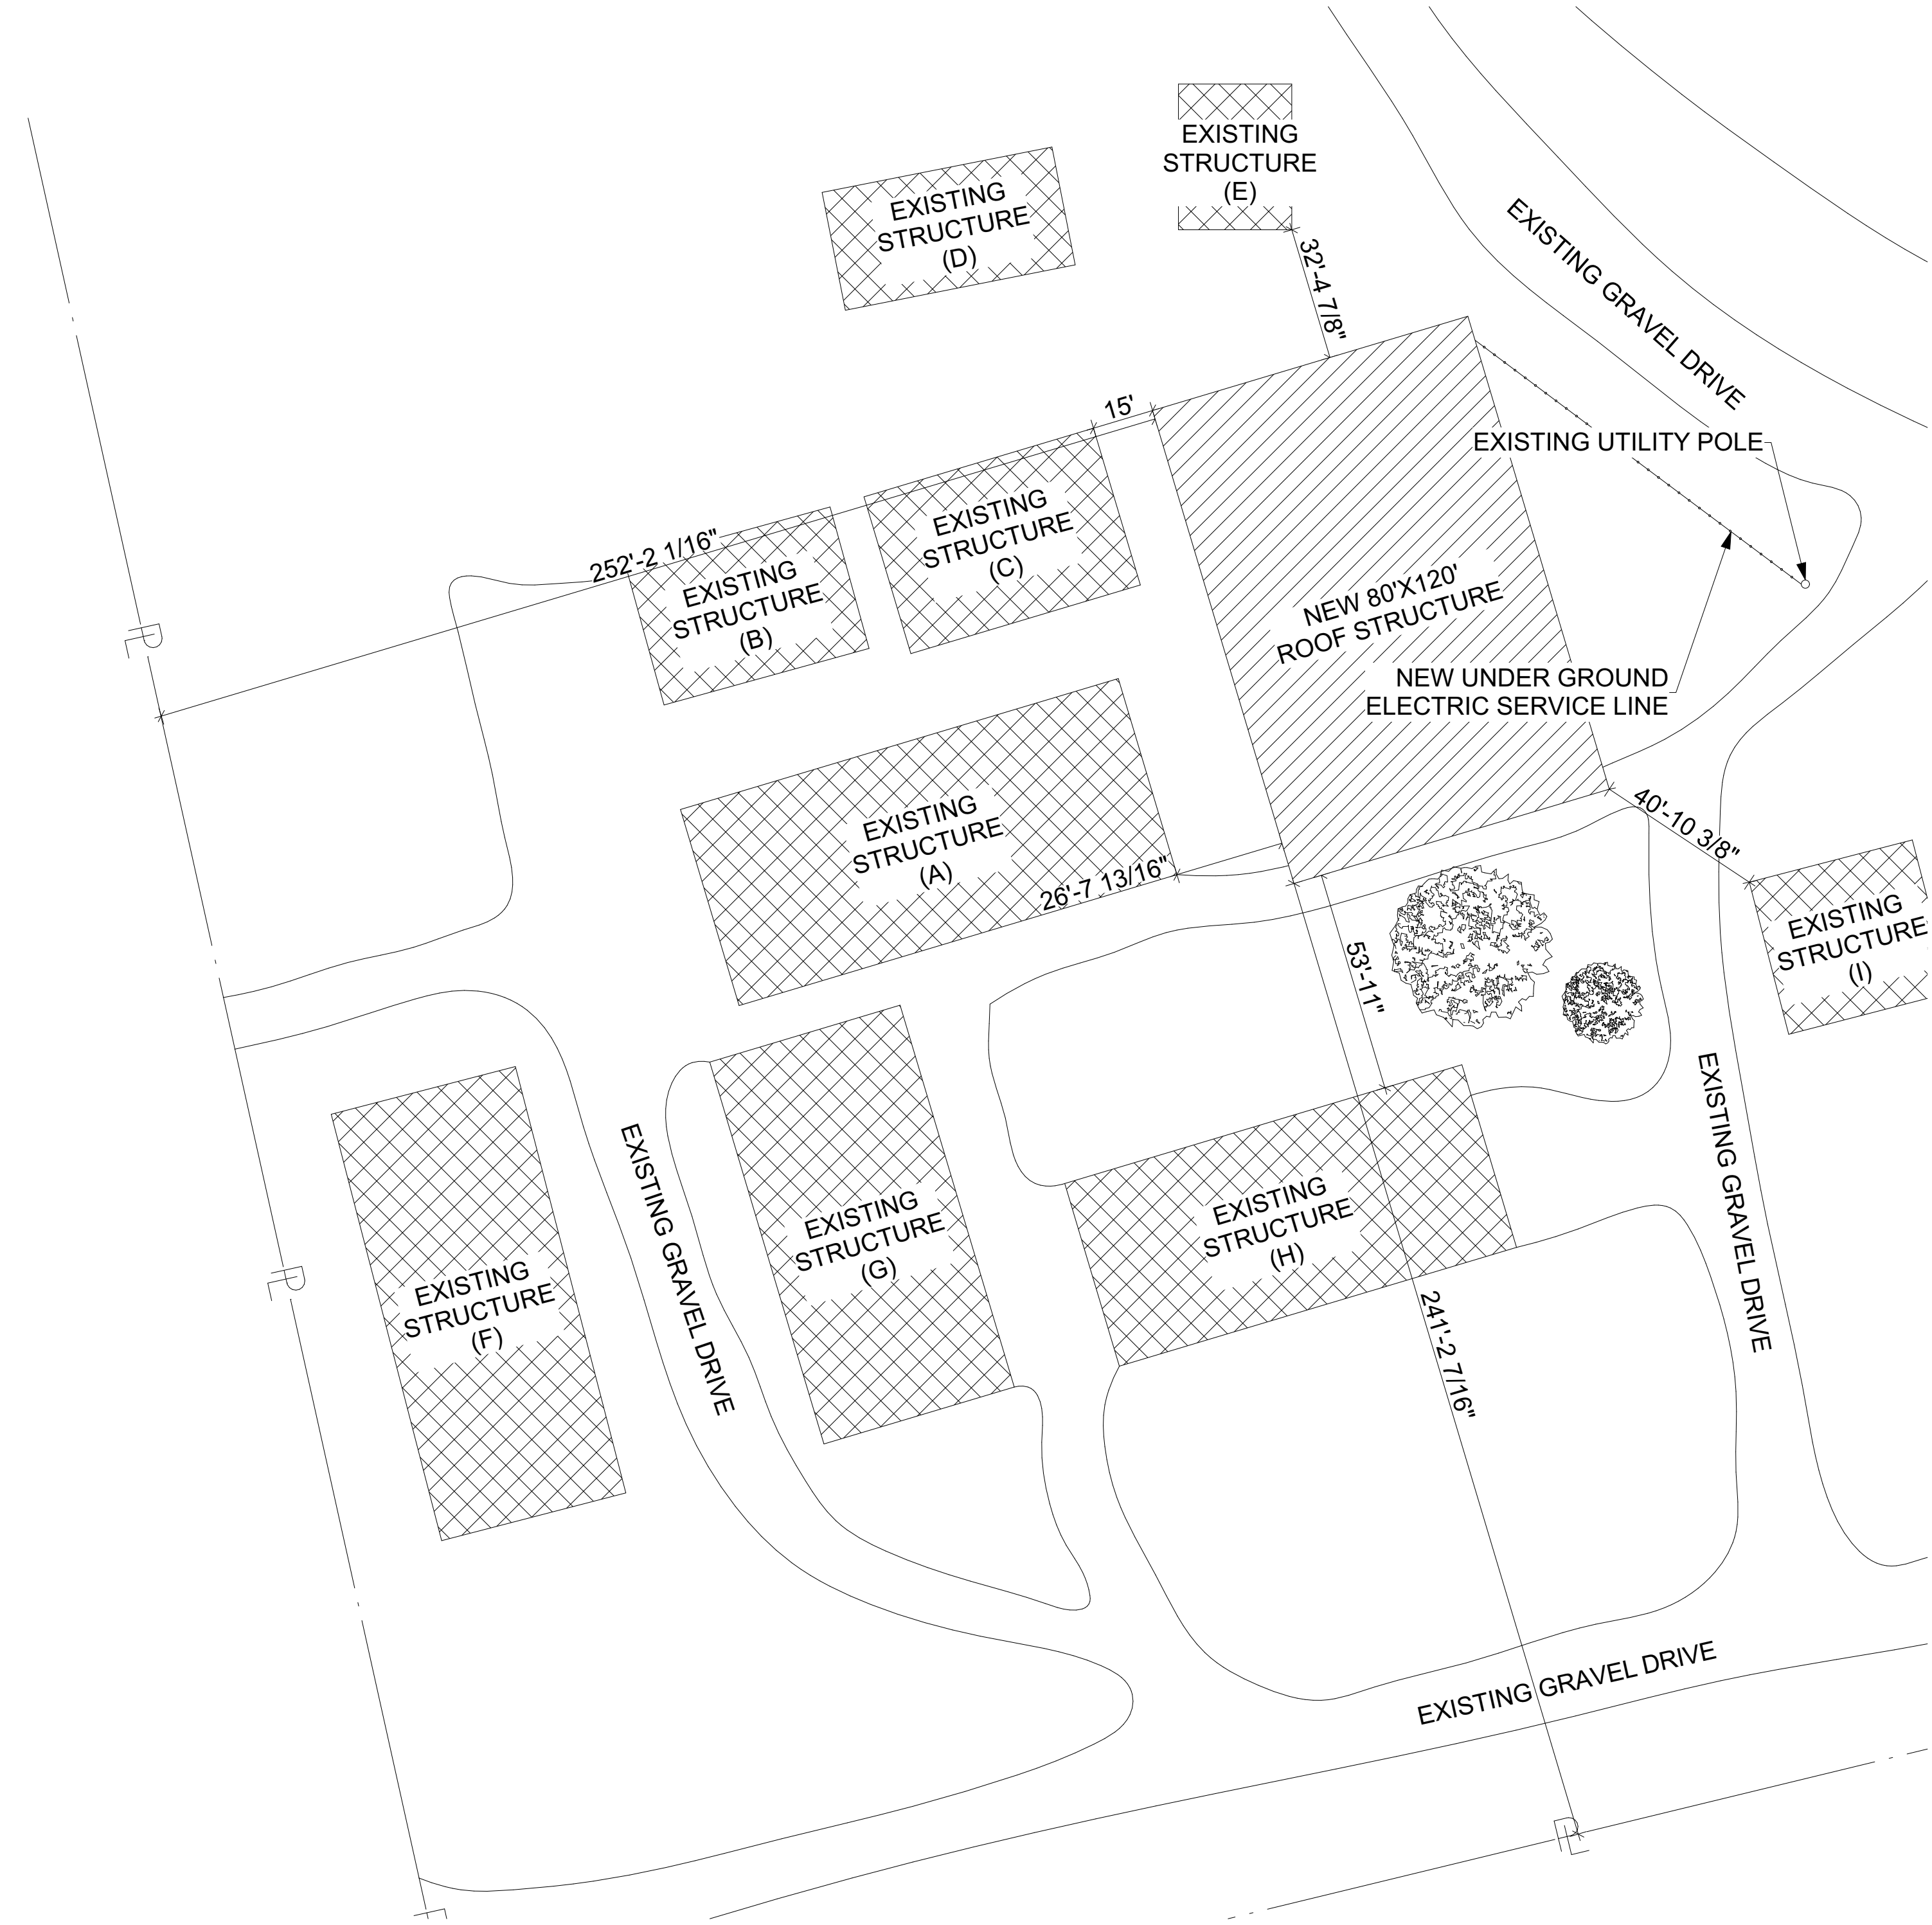 EXISTING
STRUCTURE
(E)
EXISTING
STRUCTURE
(D)
32'-4 7/8"
EXISTING GRAVEL DRIVE
15'
EXISTING UTILITY POLE
252'-2 1/16"
EXISTING
STRUCTURE
(B)
EXISTING
STRUCTURE
(C)
NEW 80'X120'
ROOF STRUCTURE
NEW UNDER GROUND
ELECTRIC SERVICE LINE
PL
EXISTING
STRUCTURE
(A)
26'-7 13/16"
40'-10 3/8"
53'-11"
EXISTING
STRUCTURE
(I)
EXISTING GRAVEL DRIVE
EXISTING GRAVEL DRIVE
PL
EXISTING
STRUCTURE
(F)
EXISTING
STRUCTURE
(G)
EXISTING
STRUCTURE
(H)
241'-2 7/16"
EXISTING GRAVEL DRIVE
PL